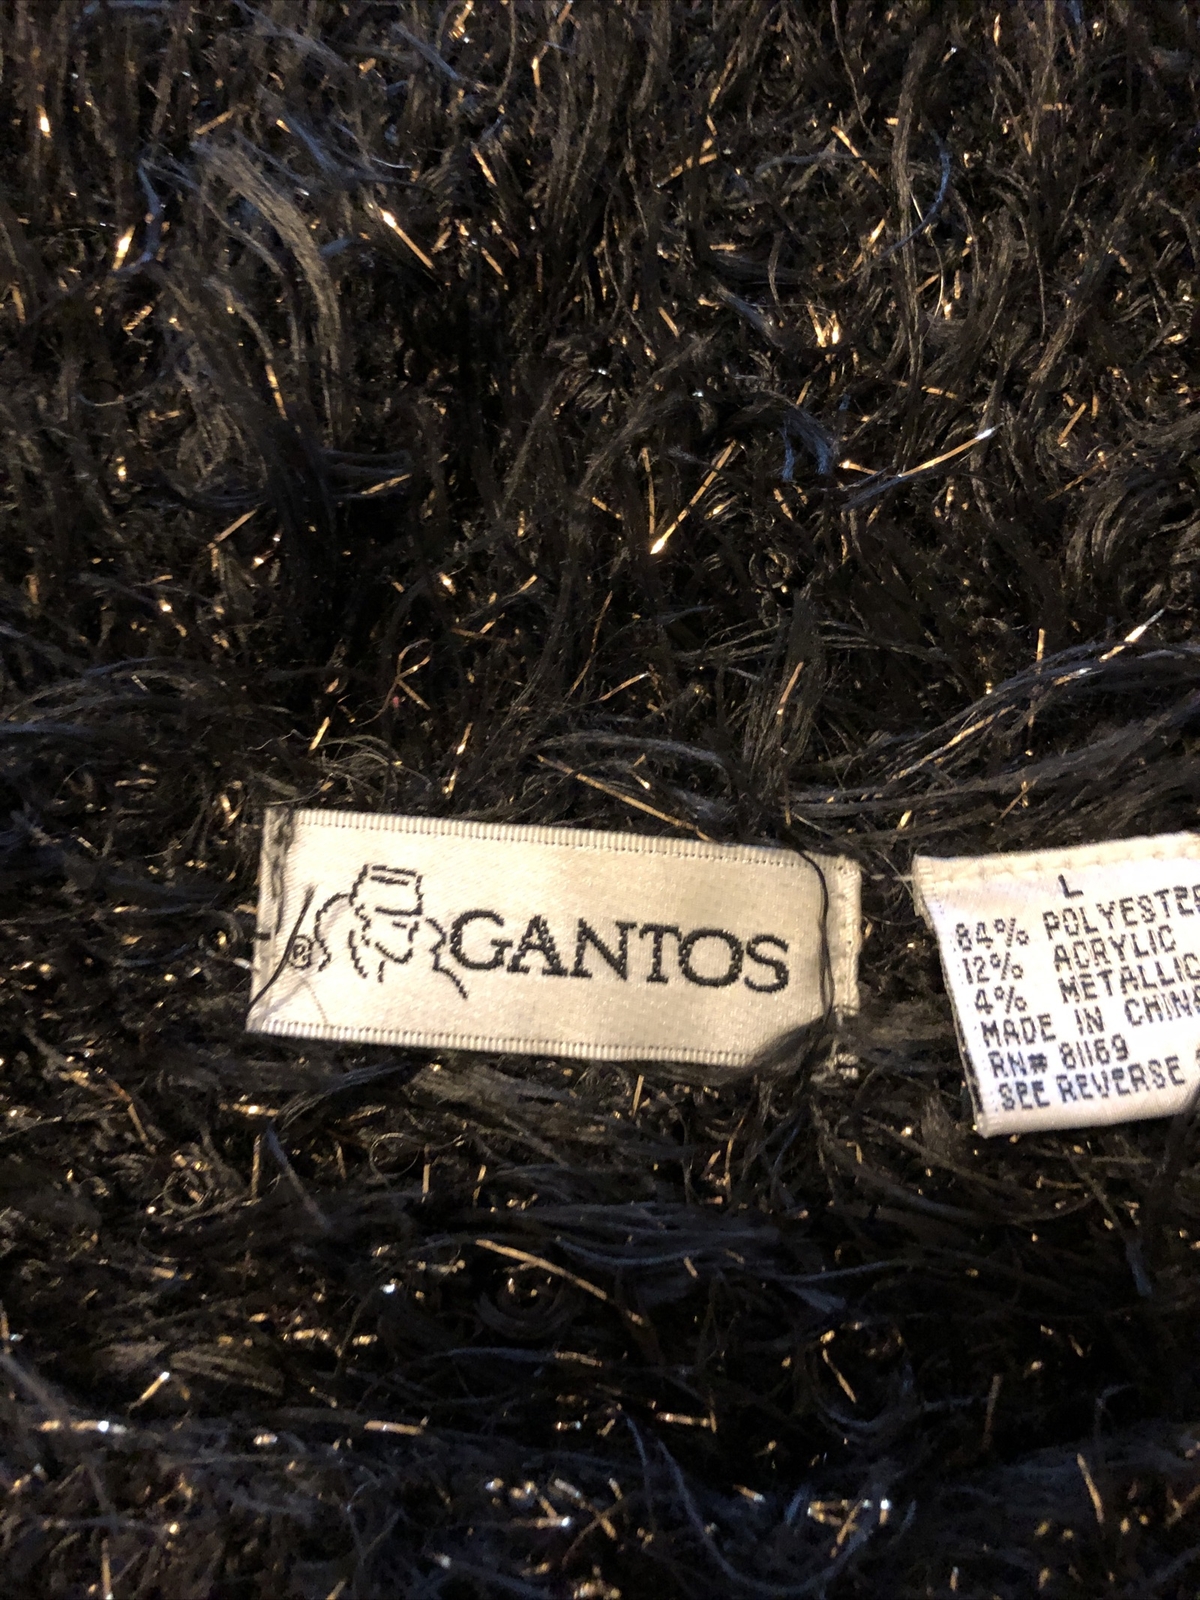 GANTOS
®
L
84% POLYESTER
12% ACRYLIC
4% METALLIC
MADE IN CHINA
RN# 81169
SEE REVERSE